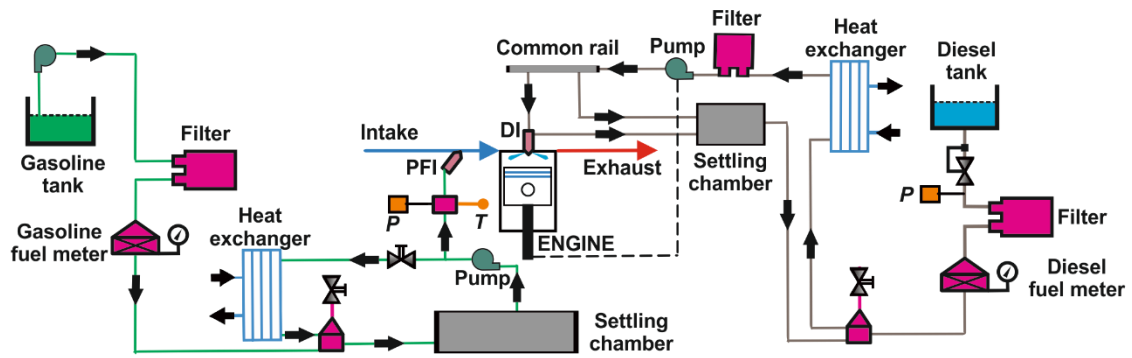 Gasoline
tank
Filter
Gasoline
fuel meter
Heat
exchanger
Intake
PFI
P
T
Pump
Settling
chamber
Common rail
DI
Exhaust
ENGINE
Pump
Filter
Settling
chamber
Heat
exchanger
Diesel
tank
P
Filter
Diesel
fuel meter